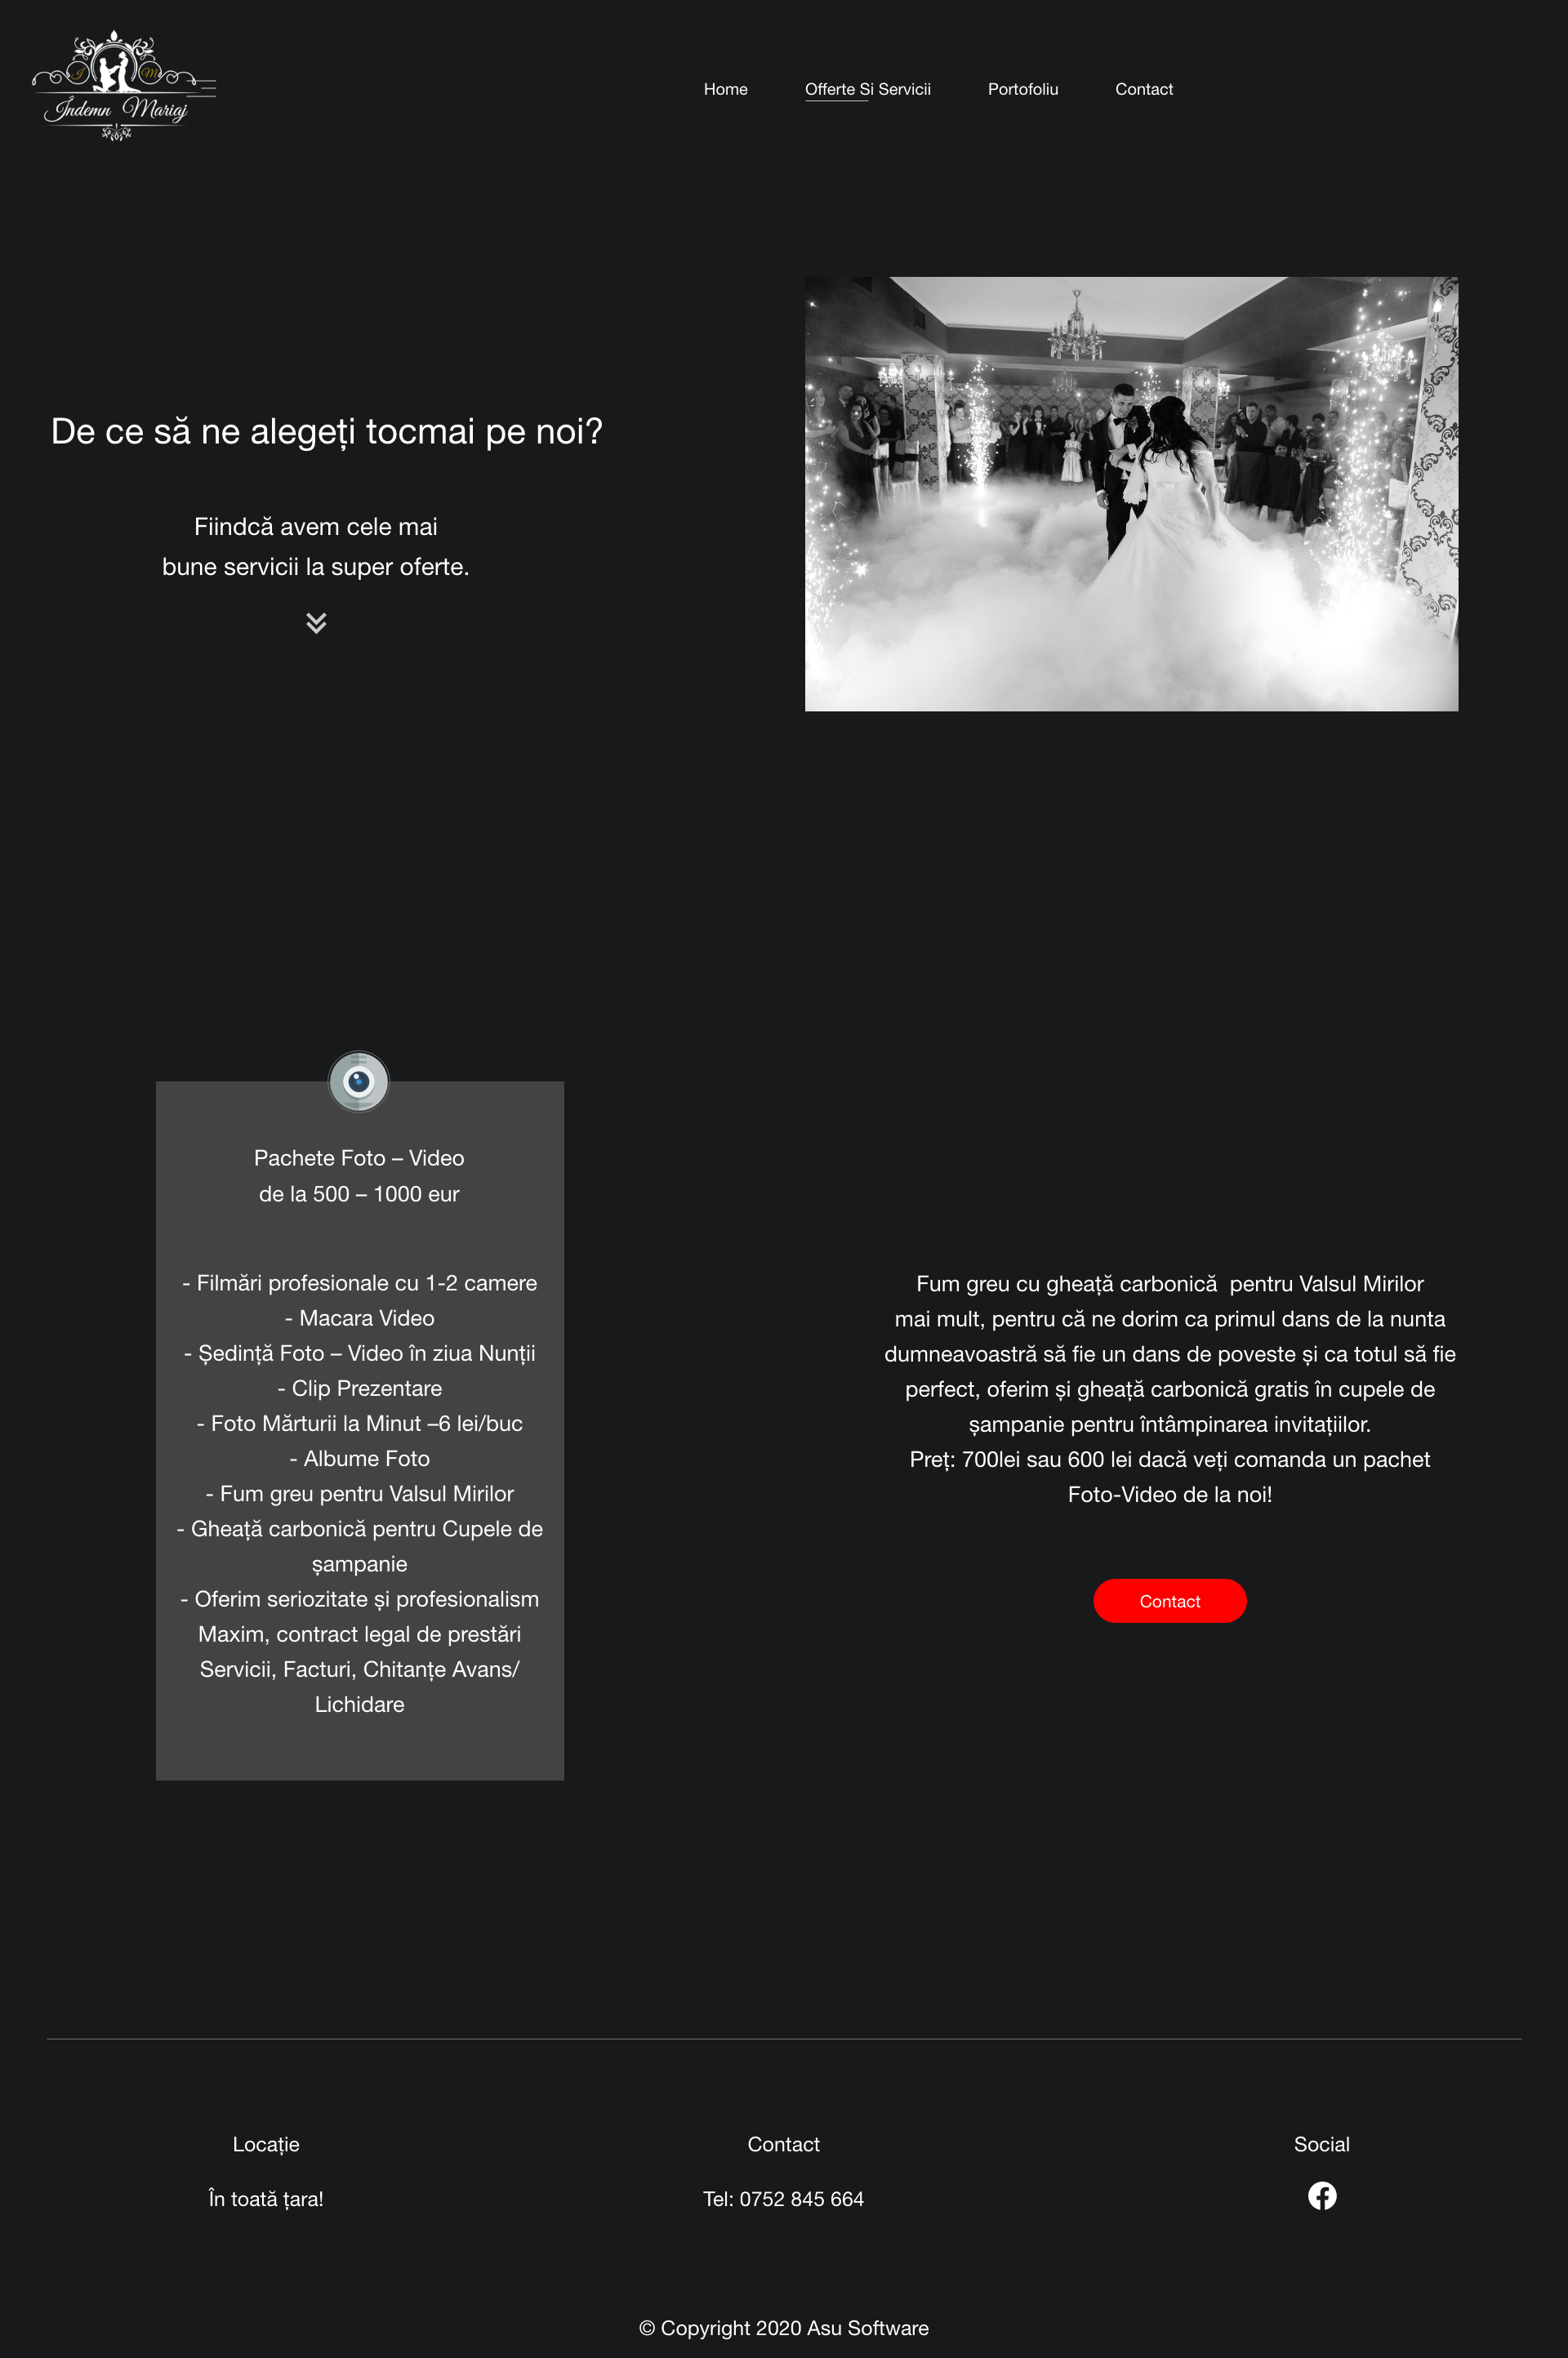 I M
Îndemn Mariaj
Home Offerte Si Servicii Portofoliu Contact
De ce să ne alegeți tocmai pe noi?
Fiindcă avem cele mai
bune servicii la super oferte.
Pachete Foto – Video
de la 500 – 1000 eur
- Filmări profesionale cu 1-2 camere
- Macara Video
- Ședință Foto – Video în ziua Nunții
- Clip Prezentare
- Foto Mărturii la Minut –6 lei/buc
- Albume Foto
- Fum greu pentru Valsul Mirilor
- Gheață carbonică pentru Cupele de
șampanie
- Oferim seriozitate și profesionalism
Maxim, contract legal de prestări
Servicii, Facturi, Chitanțe Avans/
Lichidare
Fum greu cu gheață carbonică  pentru Valsul Mirilor
mai mult, pentru că ne dorim ca primul dans de la nunta
dumneavoastră să fie un dans de poveste și ca totul să fie
perfect, oferim și gheață carbonică gratis în cupele de
șampanie pentru întâmpinarea invitațiilor.
Preț: 700lei sau 600 lei dacă veți comanda un pachet
Foto-Video de la noi!
Contact
Locație
În toată țara!
Contact
Tel: 0752 845 664
Social
© Copyright 2020 Asu Software